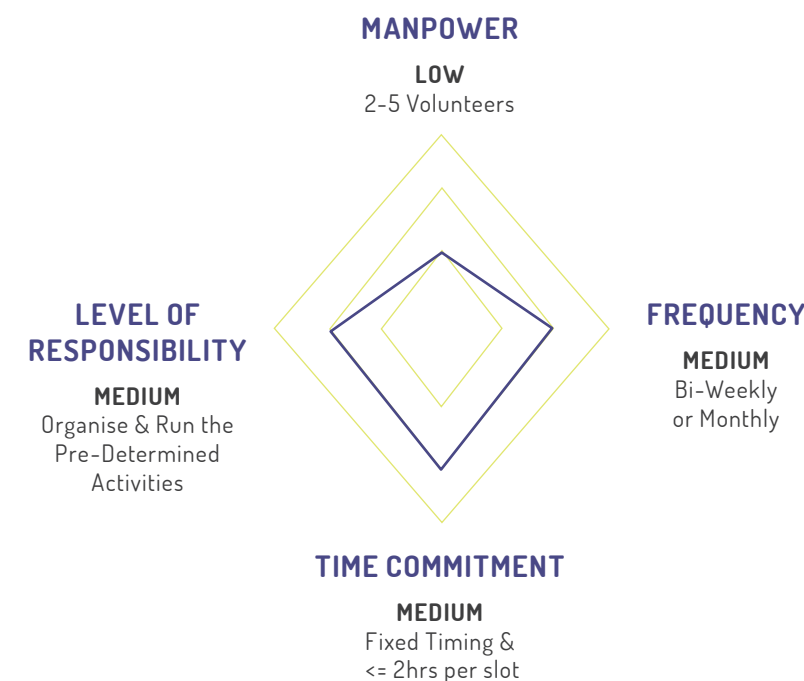 MANPOWER
LOW
2-5 Volunteers
LEVEL OF
RESPONSIBILITY
MEDIUM
Organise & Run the
Pre-Determined
Activities
FREQUENCY
MEDIUM
Bi-Weekly
or Monthly
TIME COMMITMENT
MEDIUM
Fixed Timing &
<= 2hrs per slot